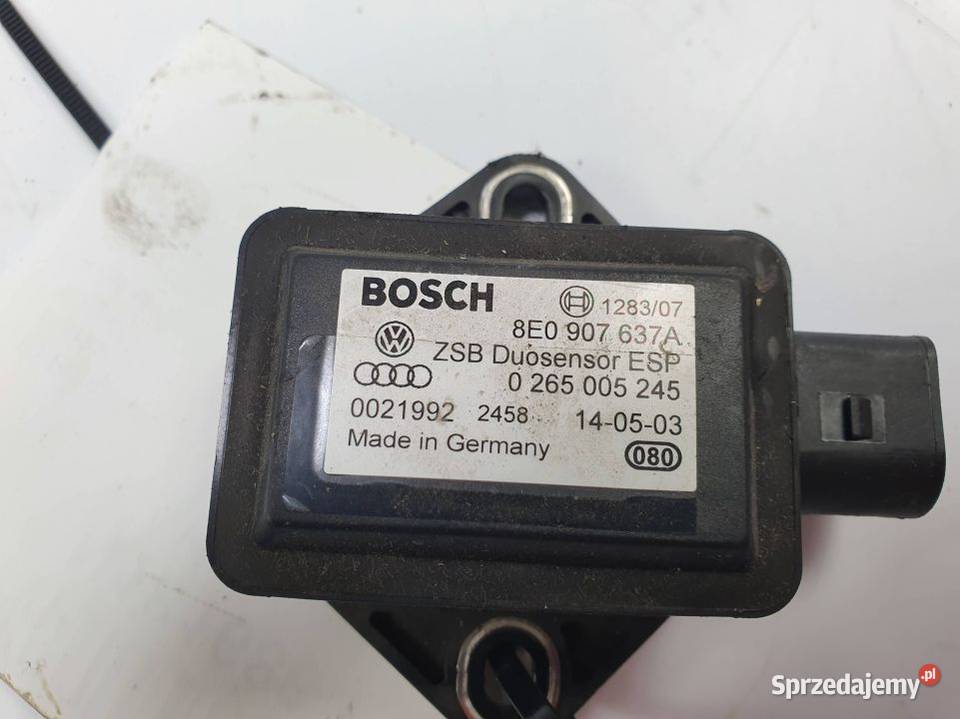 BOSCH 1283/07
8E0 907 637A
ZSB Duosensor ESP
0 265 005 245
0021992 2458 14-05-03
Made in Germany 080
Sprzedajemy.pl